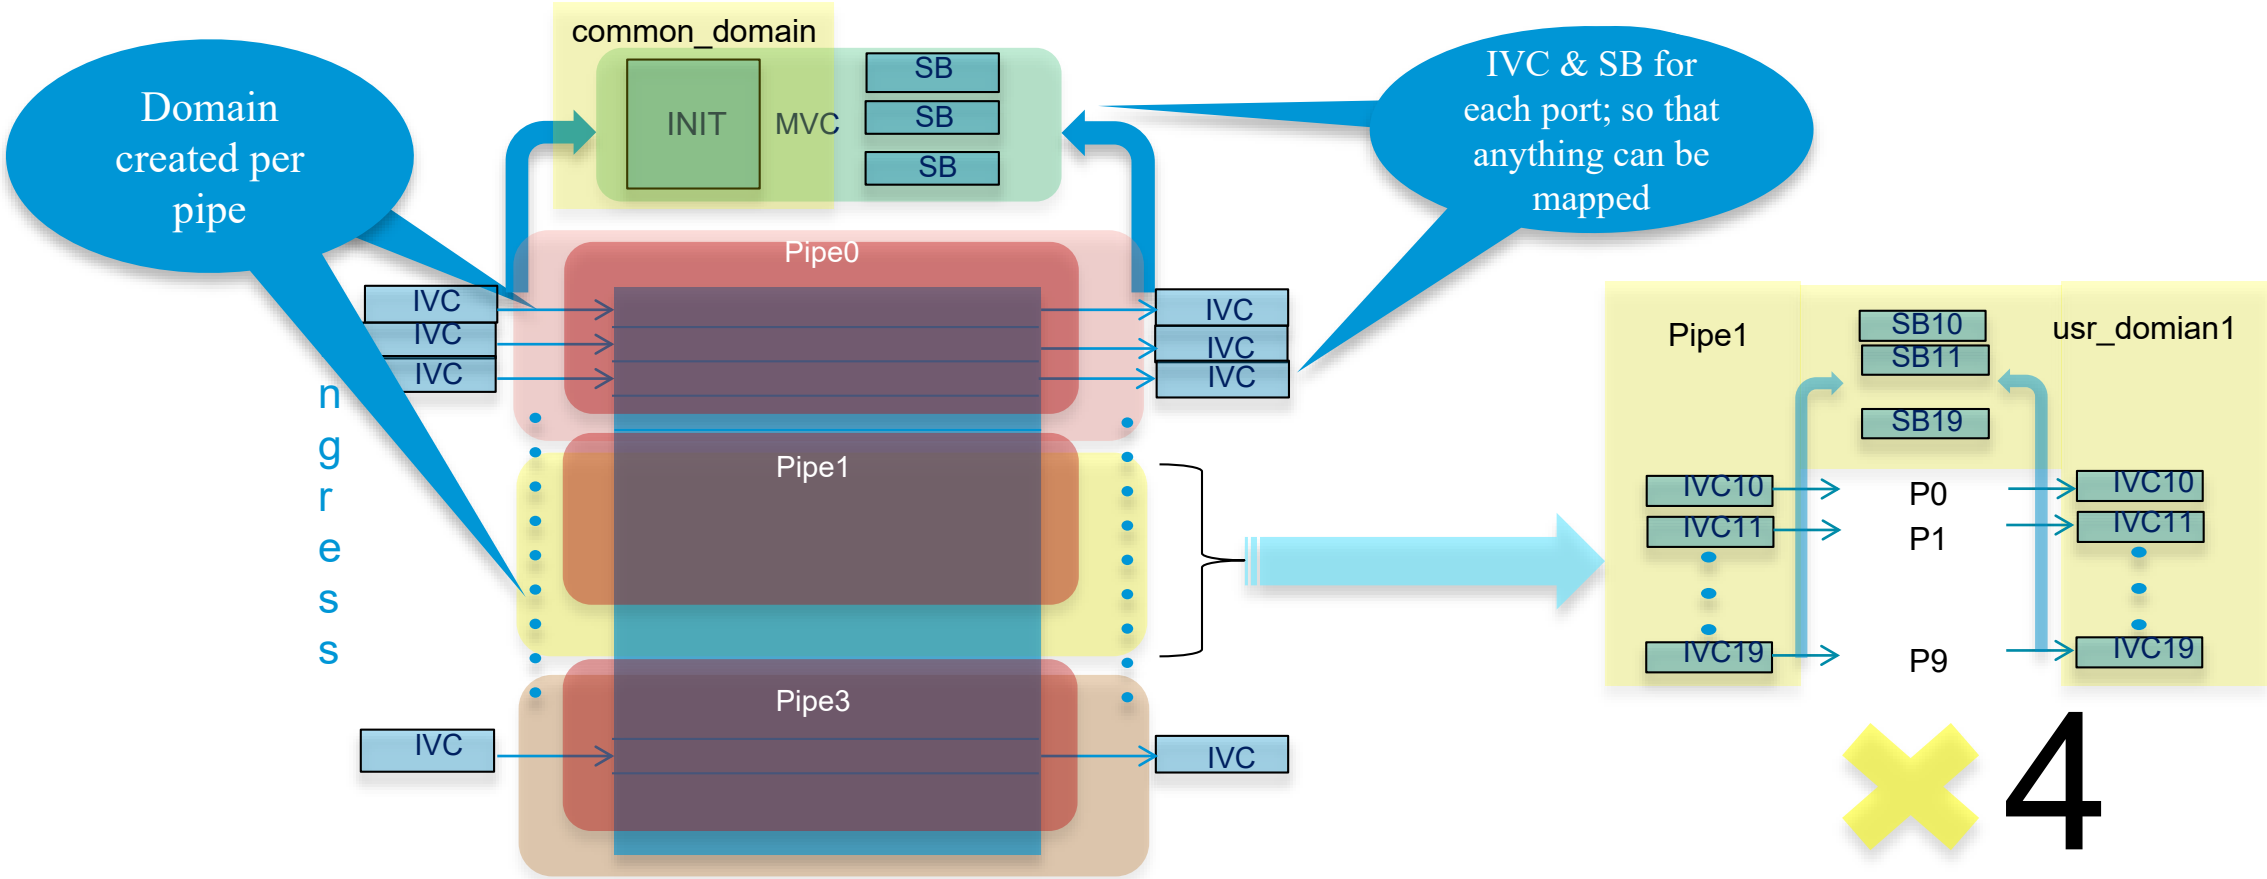 common_domain
INIT
MVC
SB
SB
SB
Domain
created per
pipe
IVC & SB for
each port; so that
anything can be
mapped
Pipe0
IVC
IVC
IVC
IVC
IVC
IVC
n
g
r
e
s
s
Pipe1
Pipe3
IVC
IVC
Pipe1
SB10
SB11
SB19
usr_domian1
IVC10
P0
IVC10
IVC11
P1
IVC11
IVC19
P9
IVC19
4